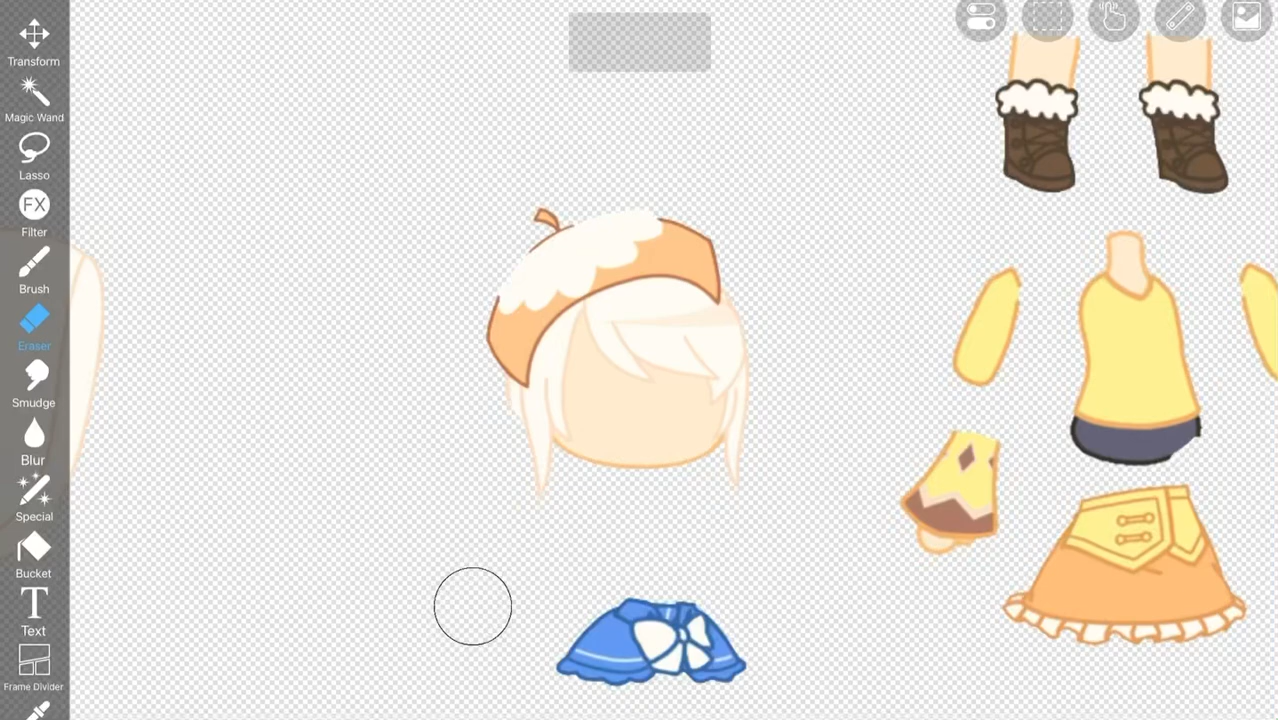 Transform
Magic Wand
Lasso
FX
Filter
Brush
Eraser
Smudge
Blur
Special
Bucket
T
Text
Frame Divider